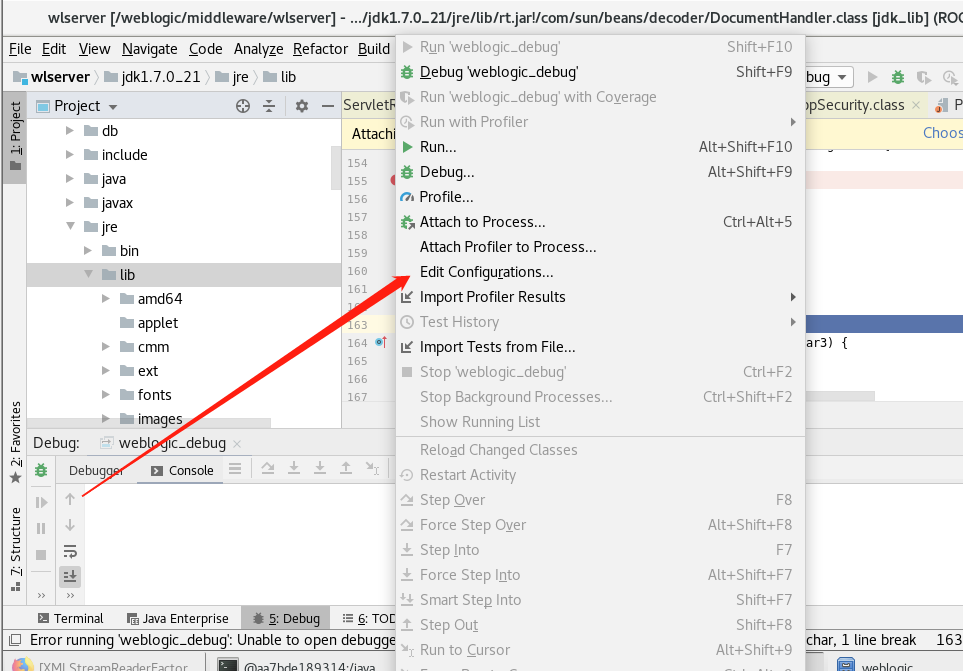 wlserver [/weblogic/middleware/wlserver] - .../jdk1.7.0_21/jre/lib/rt.jar!/com/sun/beans/decoder/DocumentHandler.class [jdk_lib] (ROO
File Edit View Navigate Code Analyze Refactor Build
wlserver jdk1.7.0_21 jre lib
bug
1: Project
Project
ServletR
opSecurity.class
P
Attachi
Choos
db
include
java
javax
jre
bin
lib
amd64
applet
cmm
ext
fonts
images
154
155
156
157
158
159
160
161
163
164
165
166
167
ar3) {
Run 'weblogic_debug' Shift+F10
Debug 'weblogic_debug' Shift+F9
Run 'weblogic_debug' with Coverage
Run with Profiler
Run... Alt+Shift+F10
Debug... Alt+Shift+F9
Profile...
Attach to Process... Ctrl+Alt+5
Attach Profiler to Process...
Edit Configurations...
Import Profiler Results
Test History
Import Tests from File...
Stop 'weblogic_debug' Ctrl+F2
Stop Background Processes... Ctrl+Shift+F2
Show Running List
Reload Changed Classes
Restart Activity
Step Over F8
Force Step Over Alt+Shift+F8
Step Into F7
Force Step Into Alt+Shift+F7
Smart Step Into Shift+F7
Step Out Shift+F8
Run to Cursor Alt+Shift+F9
2: Favorites
7: Structure
Debug: weblogic_debug
Debugger Console
Terminal Java Enterprise 5: Debug 6: TOD
Error running 'weblogic_debug': Unable to open debugge
char, 1 line break 163
[XMLStreamReaderFactor
@aa7bde189314:/java
weblogic